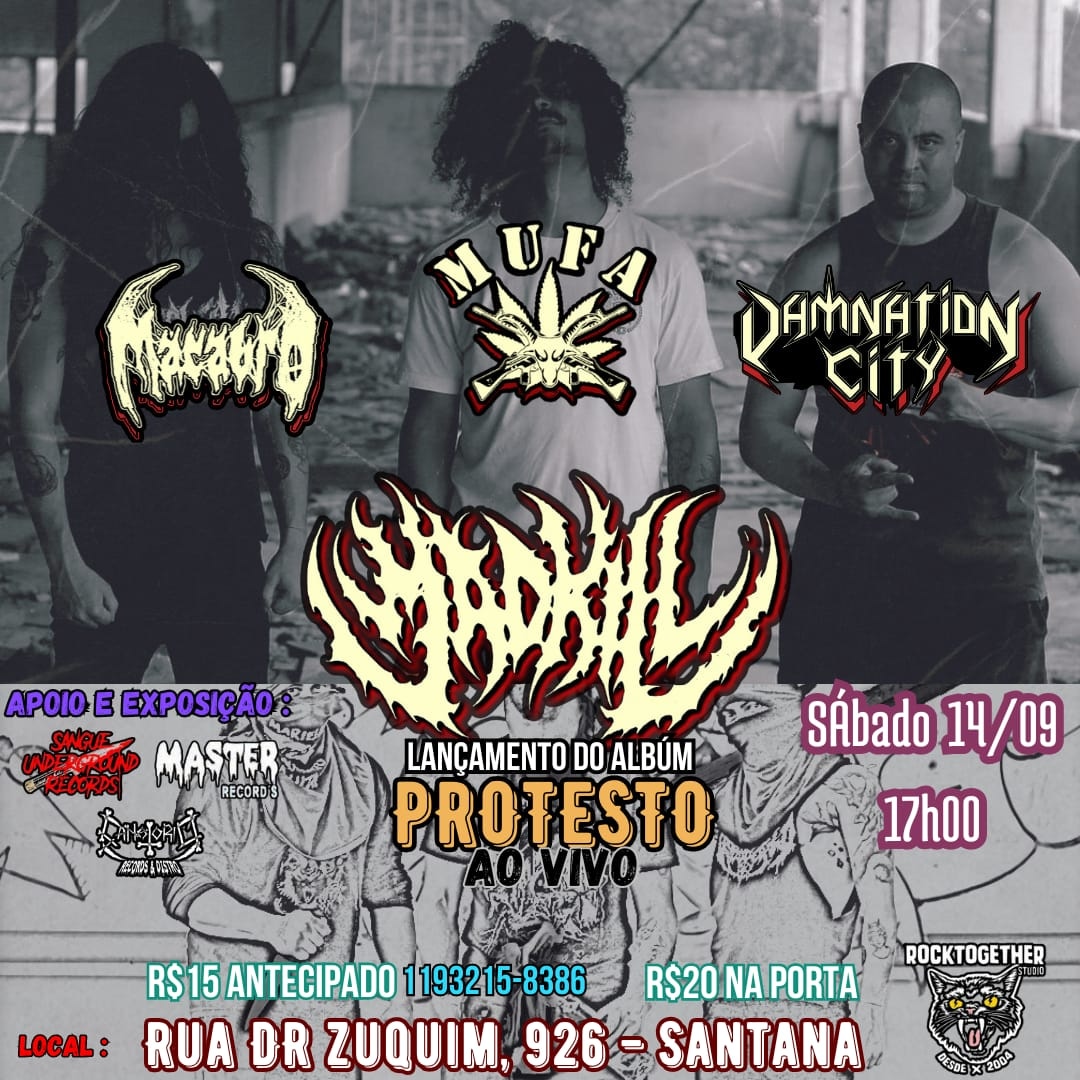 MUFA
Macabro
DAMNATION
CITY
MADKILL
APOIO E EXPOSIÇÃO :
SÁbado 14/09
17h00
SANGUE
UNDERGROUND
RECORDS
MASTER
RECORDS
LANÇAMENTO DO ALBÚM
PROTESTO
AO VIVO
RECORDS & DISTRO
ROCKTOGETHER
STUDIO
DESDE X 2004
R$15 ANTECIPADO 1193215-8386
R$20 NA PORTA
LOCAL : RUA DR ZUQUIM, 926 - SANTANA